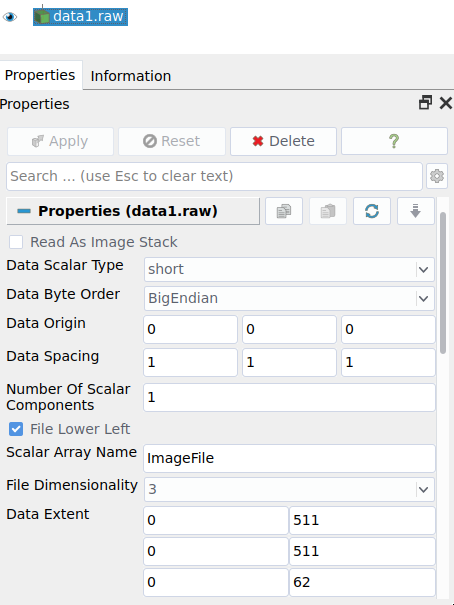 data1.raw
Properties Information
Properties
Apply Reset Delete ?
Search ... (use Esc to clear text)
Properties (data1.raw)
Read As Image Stack
Data Scalar Type short
Data Byte Order BigEndian
Data Origin 0 0 0
Data Spacing 1 1 1
Number Of Scalar
Components 1
File Lower Left
Scalar Array Name ImageFile
File Dimensionality 3
Data Extent 0 511
0 511
0 62